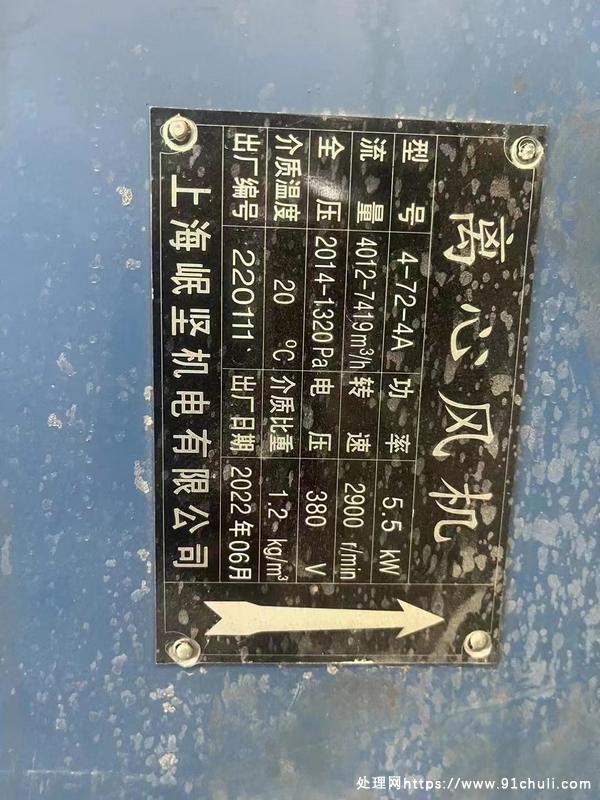 离心风机
型号 4-72-4A 功率 5.5 kW
流量 4012-7419m³/h 转速 2900 r/min
全压 2014-1320Pa 电压 380 V
介质温度 20 ℃ 介质比重 1.2 kg/m³
出厂编号 220111 出厂日期 2022年06月
上海岷坚机电有限公司
处理网https://www.91chuli.com